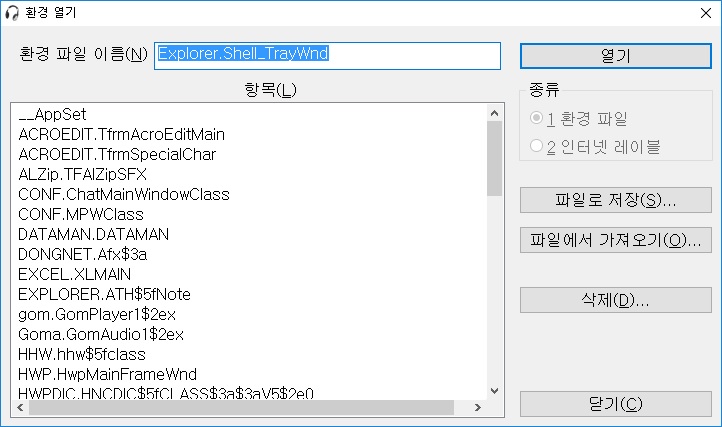 환경 열기
환경 파일 이름(N) Explorer.Shell_TrayWnd
열기
항목(L)
종류
__AppSet
ACROEDIT.TfrmAcroEditMain
ACROEDIT.TfrmSpecialChar
ALZip.TFAlZipSFX
CONF.ChatMainWindowClass
CONF.MPWClass
DATAMAN.DATAMAN
DONGNET.Afx$3a
EXCEL.XLMAIN
EXPLORER.ATH$5fNote
gom.GomPlayer1$2ex
Goma.GomAudio1$2ex
HHW.hhw$5fclass
HWP.HwpMainFrameWnd
HWPDIC.HNCDIC$5fCLASS$3a$3aV5$2e0
1 환경 파일
2 인터넷 레이블
파일로 저장(S)...
파일에서 가져오기(O)...
삭제(D)...
닫기(C)